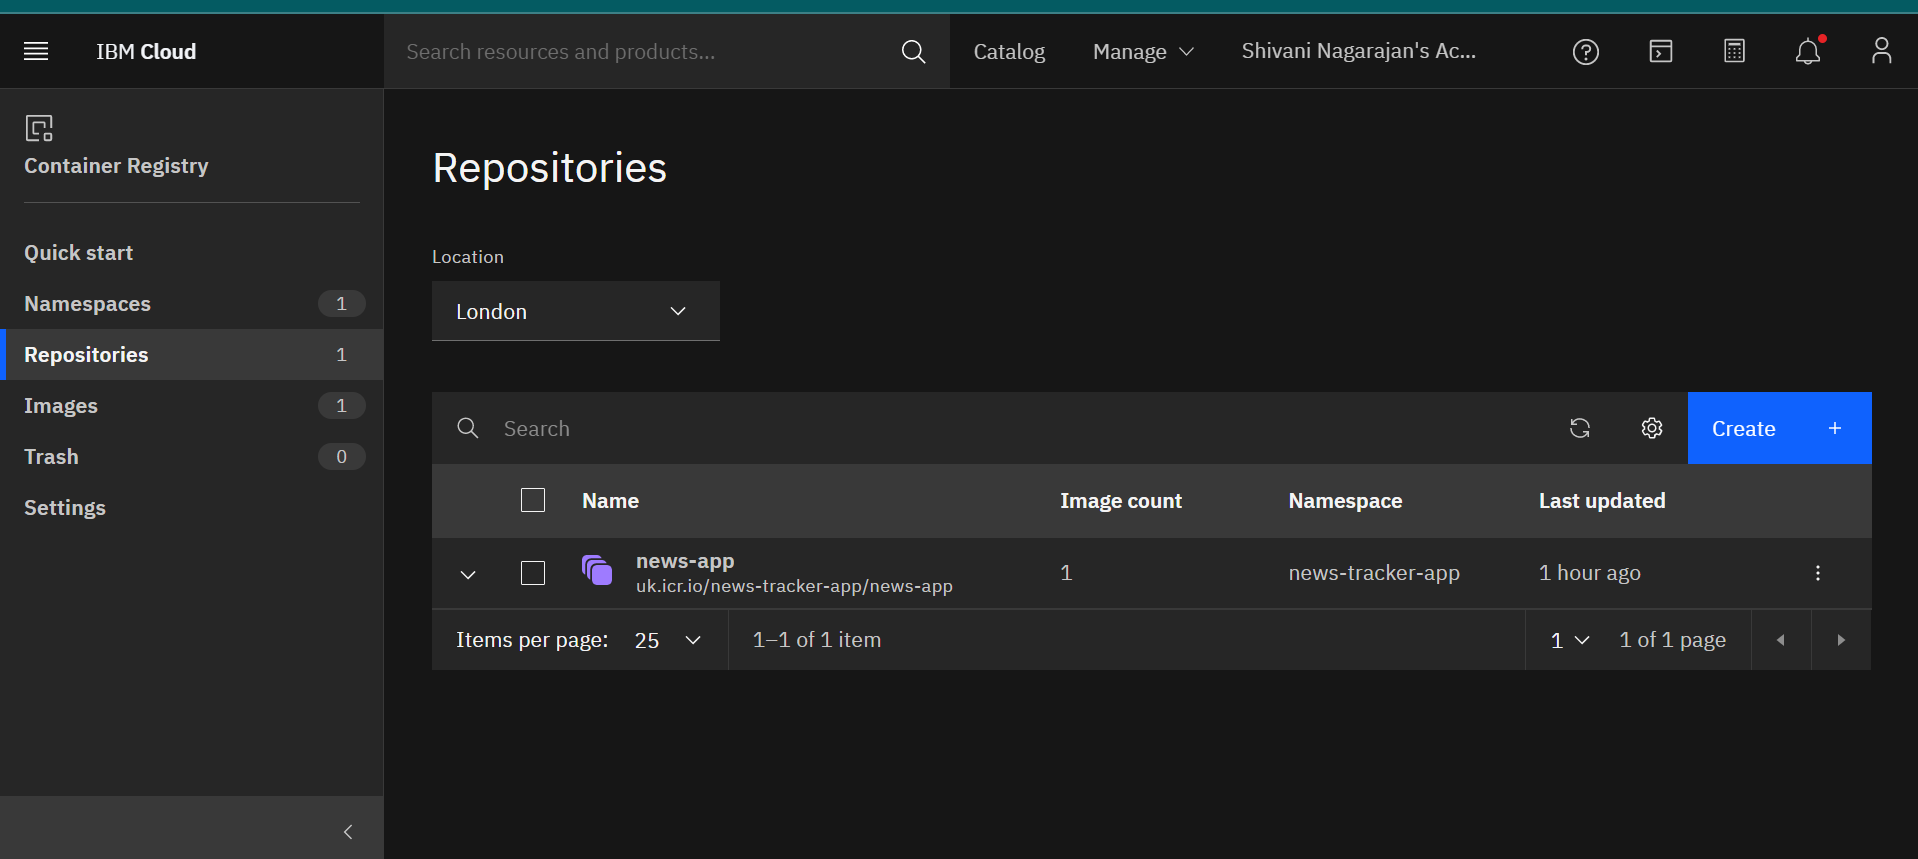 IBM Cloud
Search resources and products...
Catalog
Manage
Shivani Nagarajan's Ac...
Container Registry
Quick start
Namespaces 1
Repositories 1
Images 1
Trash 0
Settings
Repositories
Location
London
Search
Create +
Name Image count Namespace Last updated
news-app
uk.icr.io/news-tracker-app/news-app
1 news-tracker-app 1 hour ago
Items per page: 25 1–1 of 1 item 1 1 of 1 page